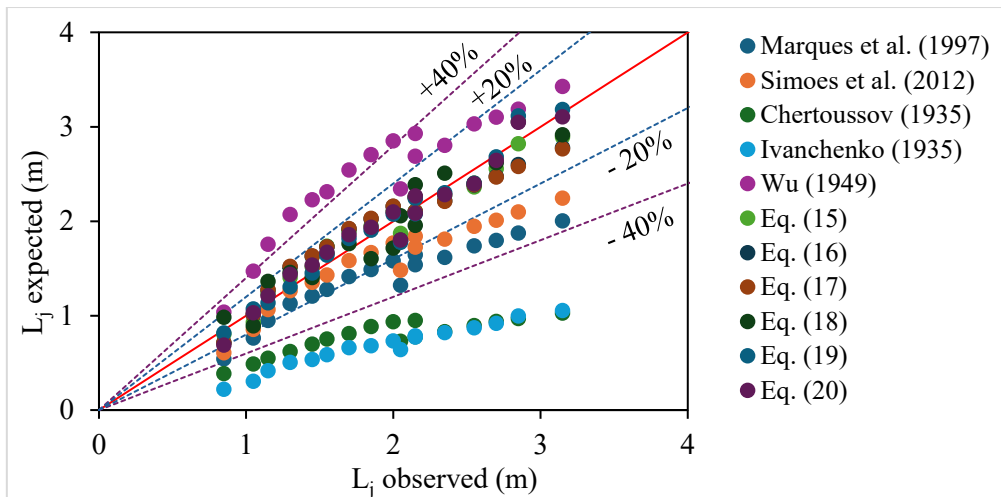 4
3
2
1
0
0
1
2
3
4
L_j expected (m)
L_j observed (m)
+40%
+20%
- 20%
- 40%
Marques et al. (1997)
Simoes et al. (2012)
Chertoussov (1935)
Ivanchenko (1935)
Wu (1949)
Eq. (15)
Eq. (16)
Eq. (17)
Eq. (18)
Eq. (19)
Eq. (20)